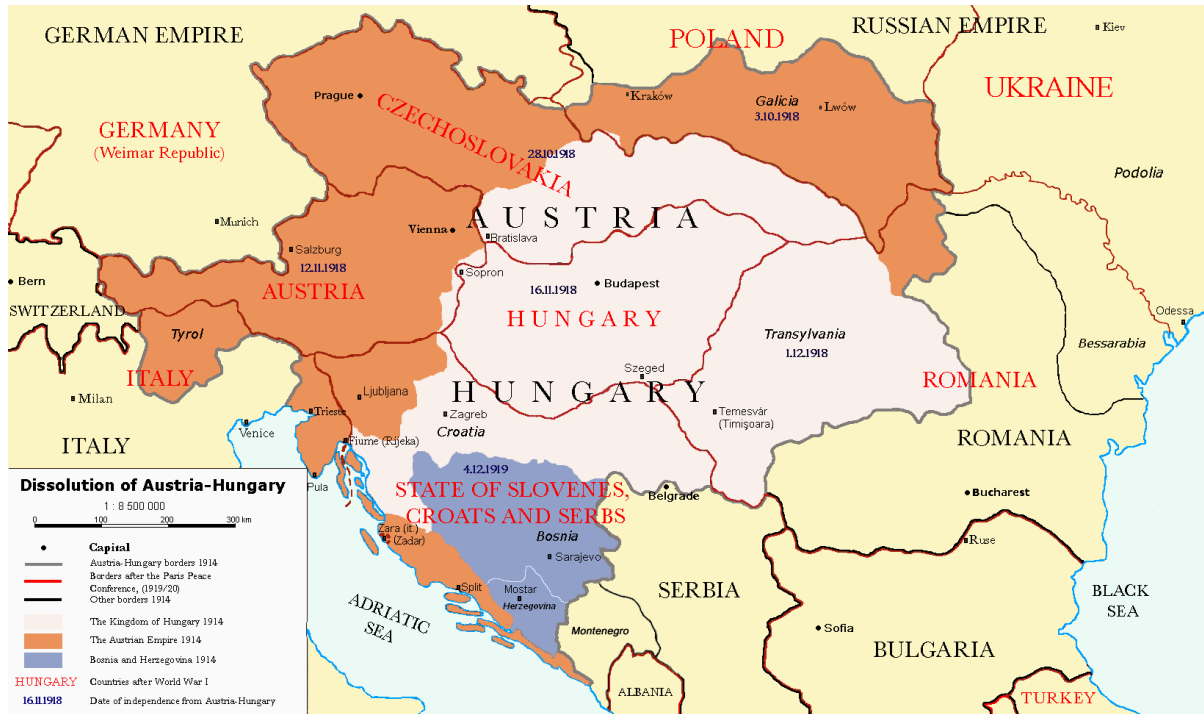 GERMAN EMPIRE
POLAND
RUSSIAN EMPIRE
Kiev
UKRAINE
Prague
Kraków
Galicia
3.10.1918
Lwów
GERMANY
(Weimar Republic)
CZECHOSLOVAKIA
28.10.1918
Podolia
Munich
Vienna
AUSTRIA
Bratislava
Salzburg
12.11.1918
Sopron
AUSTRIA
16.11.1918
Budapest
Bern
SWITZERLAND
HUNGARY
Transylvania
1.12.1918
Odessa
Tyrol
Bessarabia
ITALY
Szeged
ROMANIA
Milan
Ljubljana
HUNGARY
Trieste
Zagreb
Temesvár
(Timişoara)
Venice
Croatia
Fiume (Rijeka)
ITALY
ROMANIA
4.12.1919
Pula
STATE OF SLOVENES,
CROATS AND SERBS
Belgrade
Bucharest
Zara (it.)
(Zadar)
Bosnia
Ruse
Sarajevo
Split
Mostar
Herzegovina
SERBIA
BLACK
SEA
ADRIATIC
SEA
Montenegro
Sofia
BULGARIA
ALBANIA
TURKEY
Dissolution of Austria-Hungary
1 : 8 500 000
0 100 200 300 km
Capital
Austria-Hungary borders 1914
Borders after the Paris Peace
Conference, (1919/20)
Other borders 1914
The Kingdom of Hungary 1914
The Austrian Empire 1914
Bosnia and Herzegovina 1914
HUNGARY Countries after World War I
16.11.1918 Date of independence from Austria-Hungary